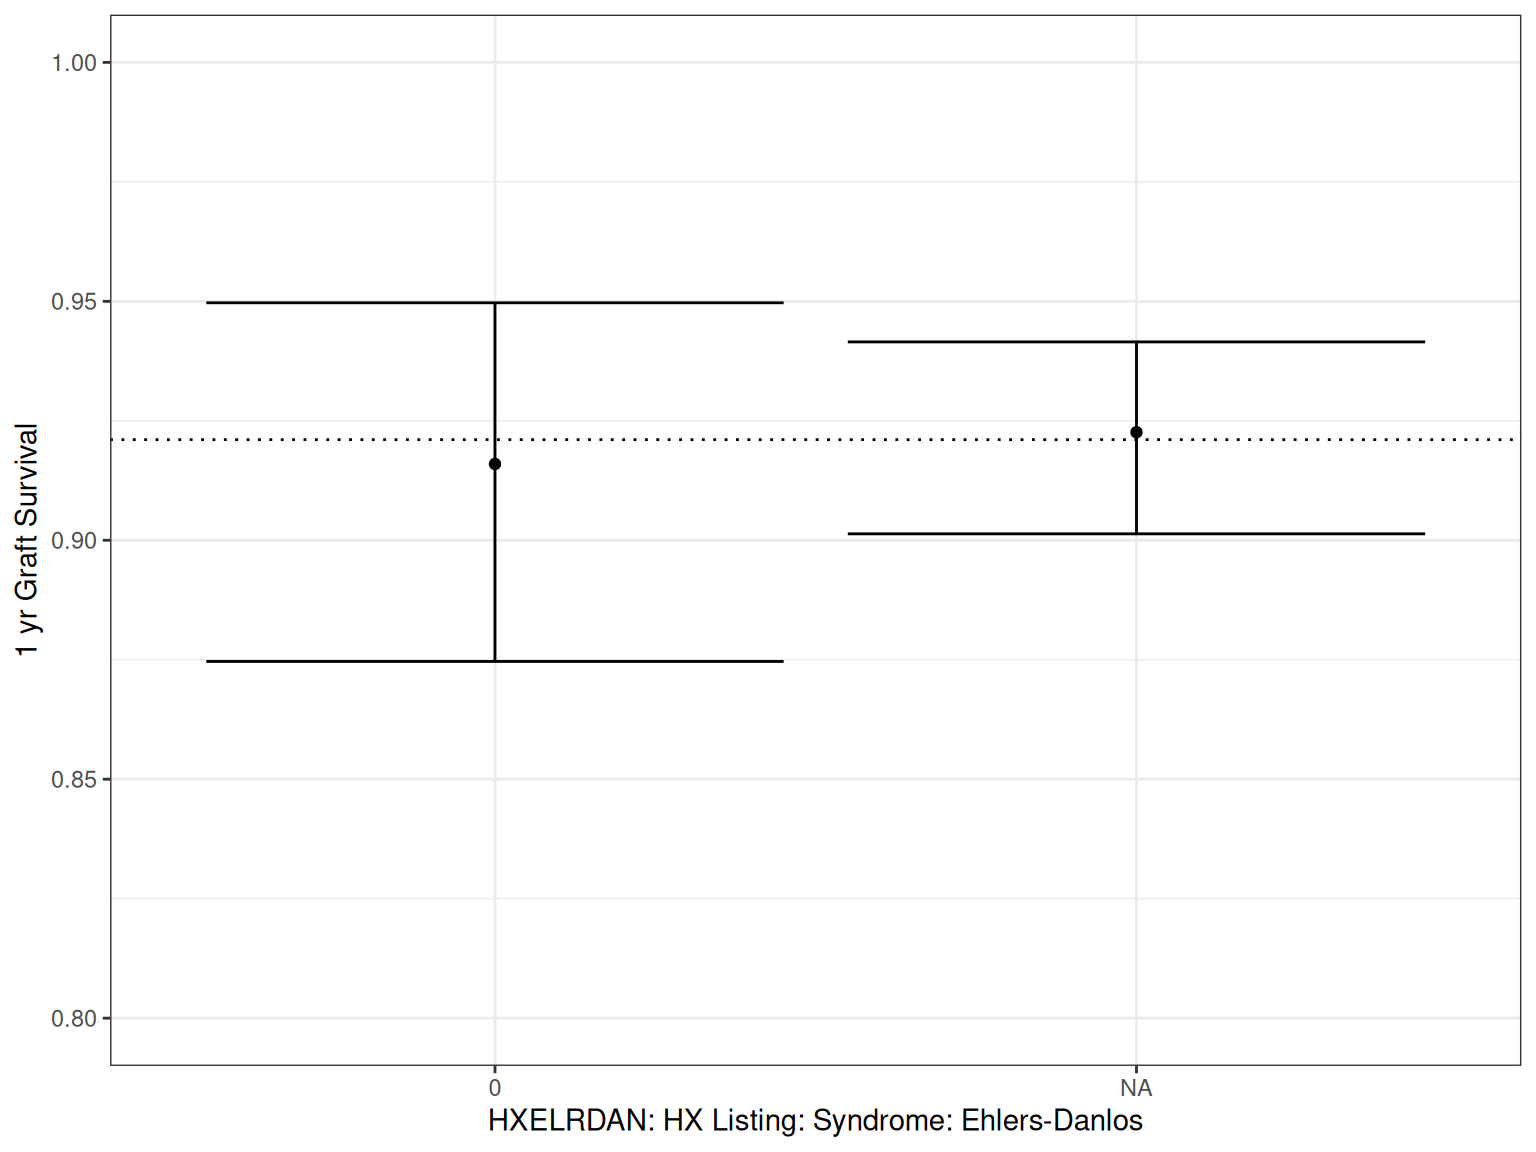 1.00
0.95
0.90
0.85
0.80
1 yr Graft Survival
0
NA
HXELRDAN: HX Listing: Syndrome: Ehlers-Danlos